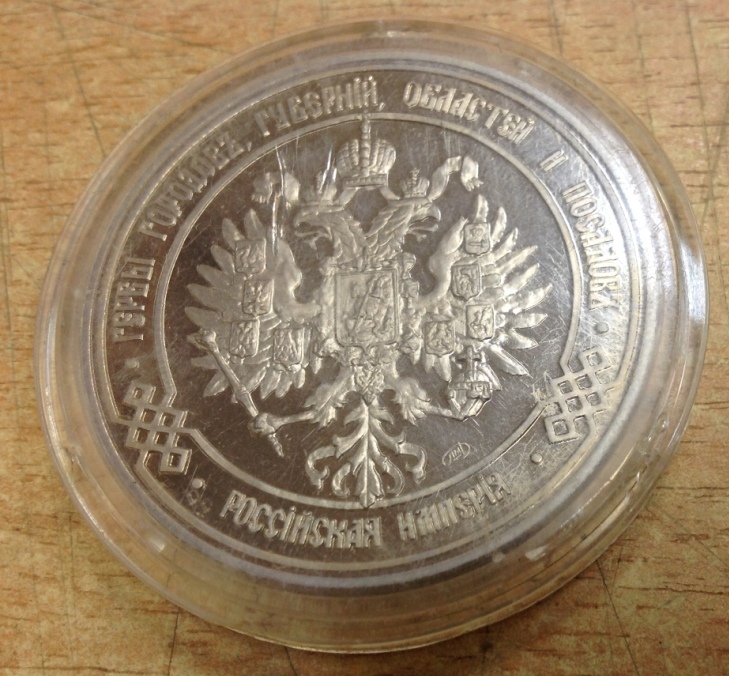 • ГЕРБЫ ГОРОДОВЪ, ГУБЕРНІЙ, ОБЛАСТЕЙ И ПОСАДОВЪ •
• РОССІЙСКАЯ ИМПЕРІЯ •